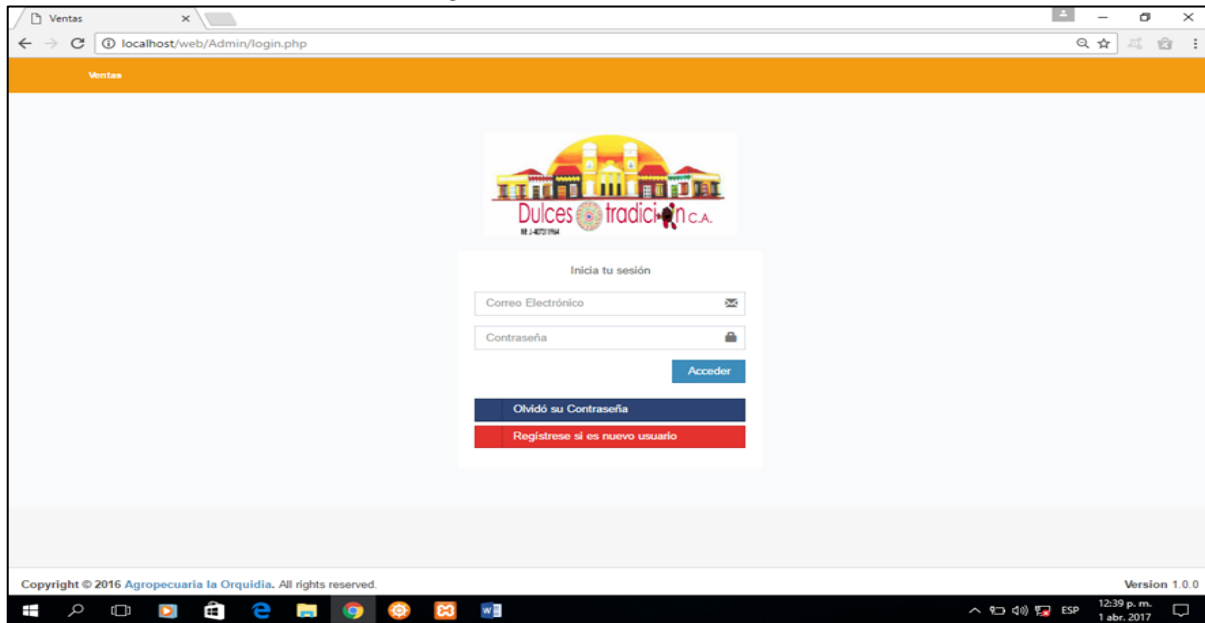 Ventas
localhost/web/Admin/login.php
Ventas
Dulces tradición C.A.
Inicia tu sesión
Correo Electrónico
Contraseña
Acceder
Olvidó su Contraseña
Regístrese si es nuevo usuario
Copyright © 2016 Agropecuaria la Orquidia. All rights reserved.
Version 1.0.0
ESP
12:39 p. m.
1 abr. 2017